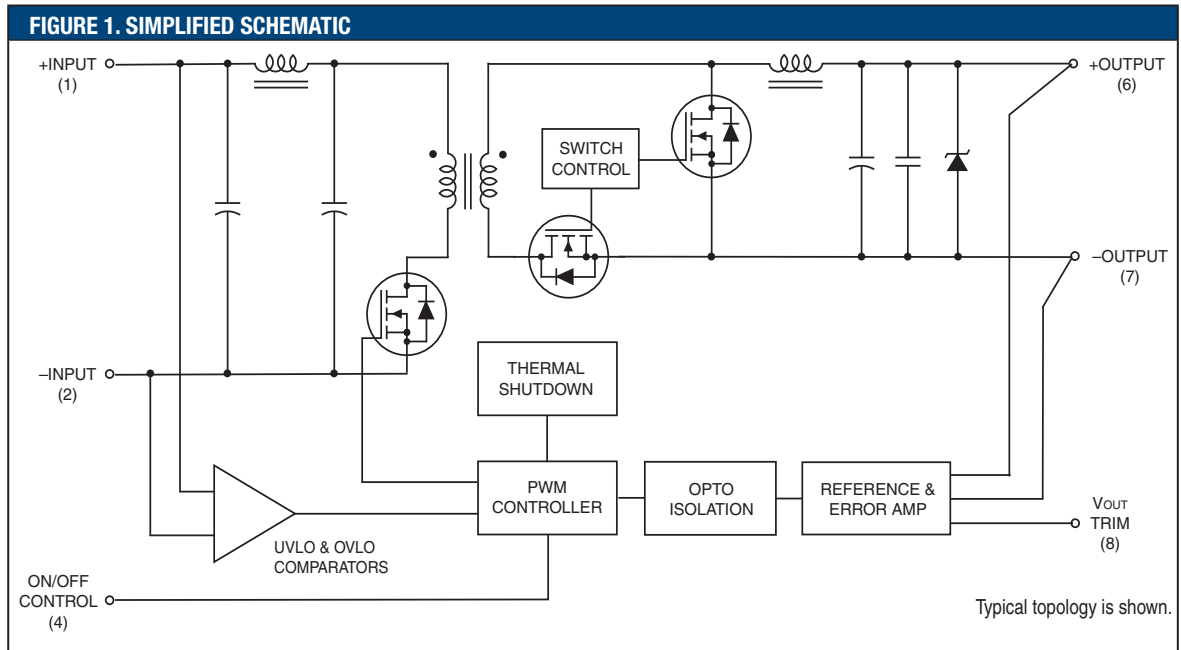 FIGURE 1. SIMPLIFIED SCHEMATIC
+INPUT
(1)
+OUTPUT
(6)
SWITCH
CONTROL
–INPUT
(2)
–OUTPUT
(7)
THERMAL
SHUTDOWN
PWM
CONTROLLER
OPTO
ISOLATION
REFERENCE &
ERROR AMP
VOUT
TRIM
(8)
UVLO & OVLO
COMPARATORS
ON/OFF
CONTROL
(4)
Typical topology is shown.